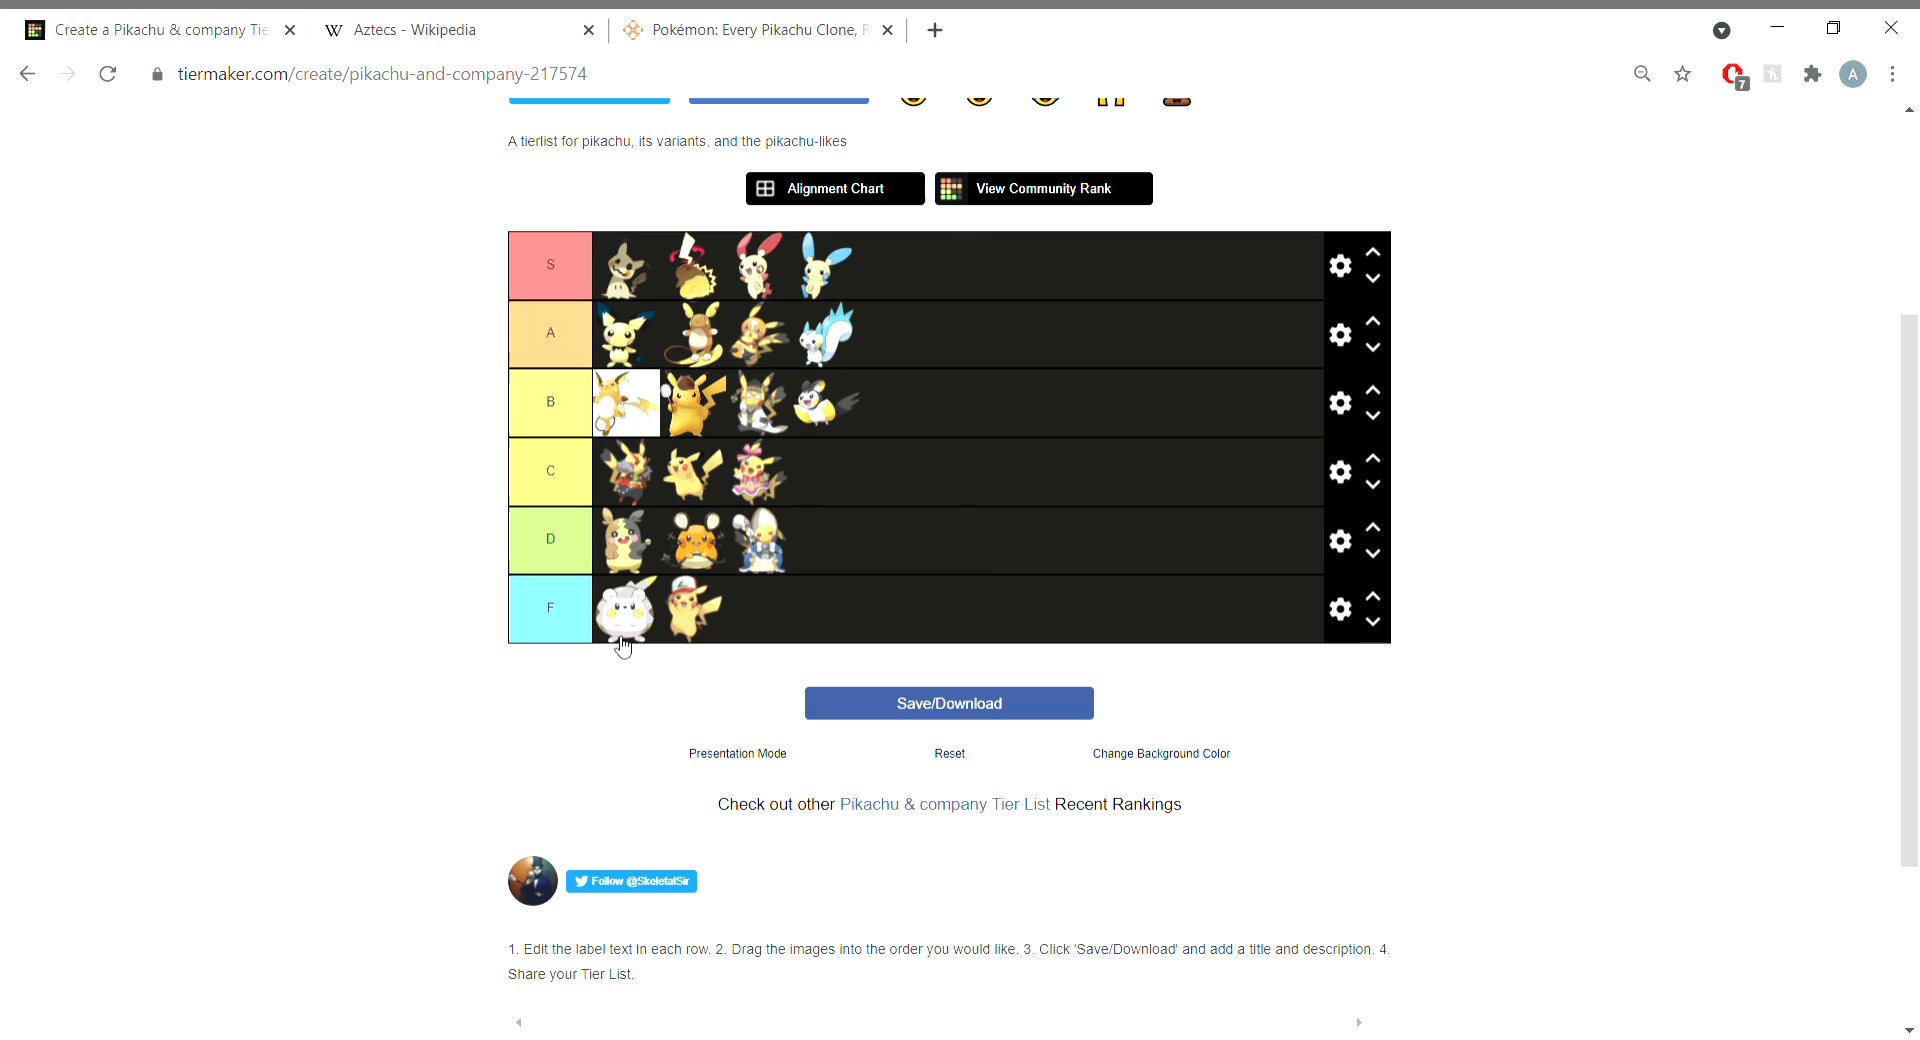 Create a Pikachu & company Tie
Aztecs - Wikipedia
Pokémon: Every Pikachu Clone, R
tiermaker.com/create/pikachu-and-company-217574
7
A
A tierlist for pikachu, its variants, and the pikachu-likes
Alignment Chart
View Community Rank
S
A
B
C
D
F
Save/Download
Presentation Mode
Reset
Change Background Color
Check out other Pikachu & company Tier List Recent Rankings
Follow @SkeletalSir
1. Edit the label text in each row. 2. Drag the images into the order you would like. 3. Click 'Save/Download' and add a title and description. 4.
Share your Tier List.